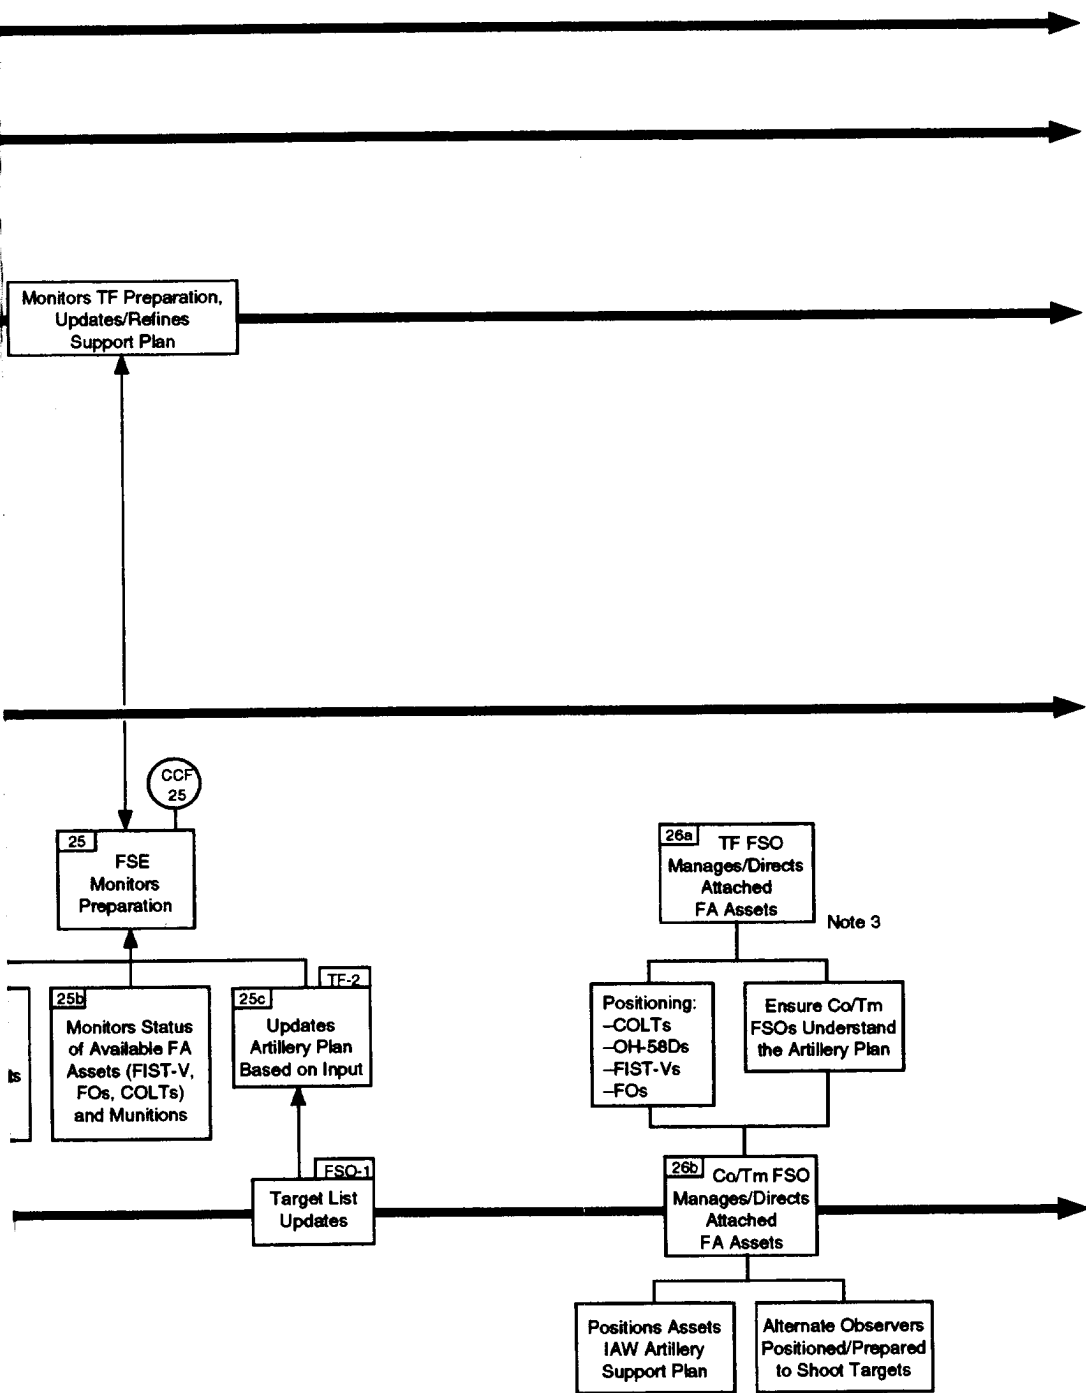 Monitors TF Preparation,
Updates/Refines
Support Plan
CCF
25
25
FSE
Monitors
Preparation
26a
TF FSO
Manages/Directs
Attached
FA Assets
Note 3
25b
Monitors Status
of Available FA
Assets (FIST-V,
FOs, COLTs)
and Munitions
TF-2
25c
Updates
Artillery Plan
Based on Input
Positioning:
–COLTs
–OH-58Ds
–FIST-Vs
–FOs
Ensure Co/Tm
FSOs Understand
the Artillery Plan
FSO-1
Target List
Updates
26b
Co/Tm FSO
Manages/Directs
Attached
FA Assets
Positions Assets
IAW Artillery
Support Plan
Alternate Observers
Positioned/Prepared
to Shoot Targets